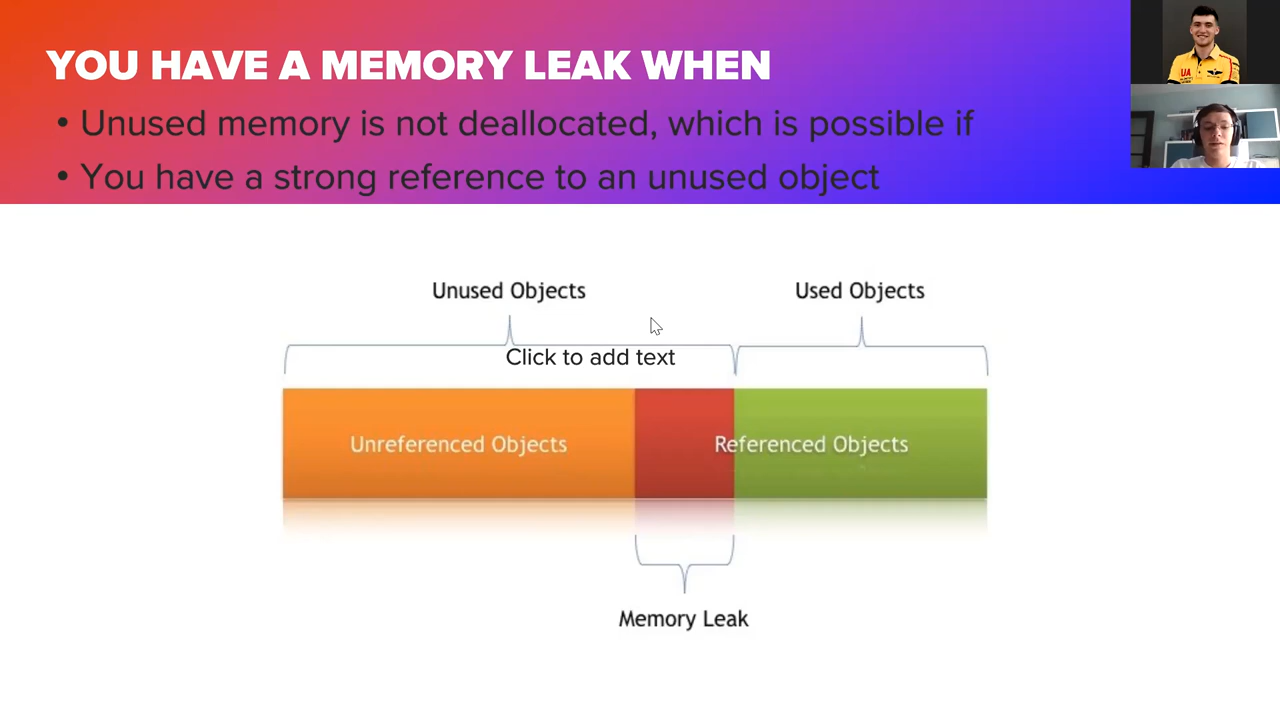 YOU HAVE A MEMORY LEAK WHEN
• Unused memory is not deallocated, which is possible if
• You have a strong reference to an unused object
UA
Unused Objects
Used Objects
Click to add text
Unreferenced Objects
Referenced Objects
Memory Leak